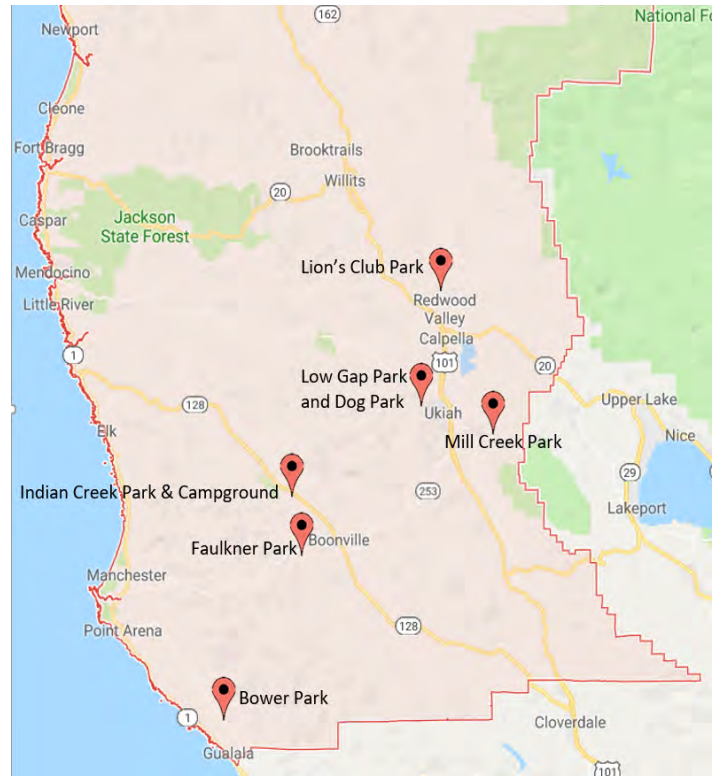 National Fo
162
Newport
Cleone
Fort Bragg
Brooktrails
Willits
20
Caspar
Jackson
State Forest
Mendocino
Little River
Lion's Club Park
Redwood
Valley
Calpella
1
101
20
Low Gap Park
and Dog Park
128
Ukiah
Upper Lake
Elk
Mill Creek Park
Nice
29
Indian Creek Park & Campground
253
Lakeport
Faulkner Park
Boonville
Manchester
128
Point Arena
Bower Park
1
Cloverdale
Gualala
101